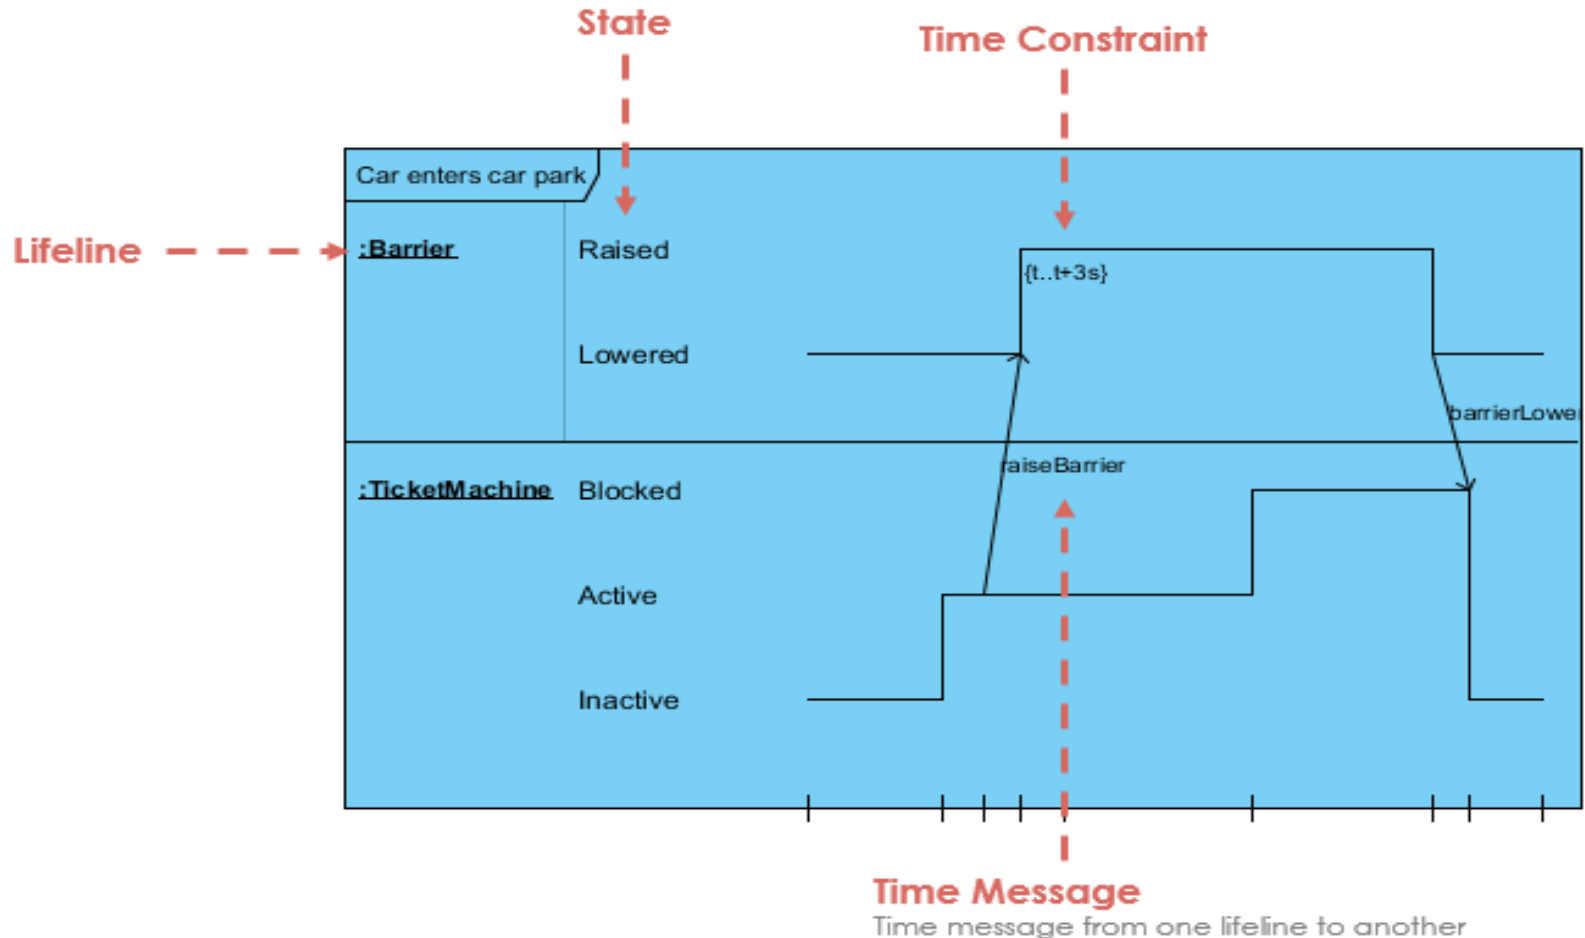 State
Time Constraint
Car enters car park
Lifeline
:Barrier
Raised
{t..t+3s}
Lowered
barrierLower
raiseBarrier
:TicketMachine
Blocked
Active
Inactive
Time Message
Time message from one lifeline to another